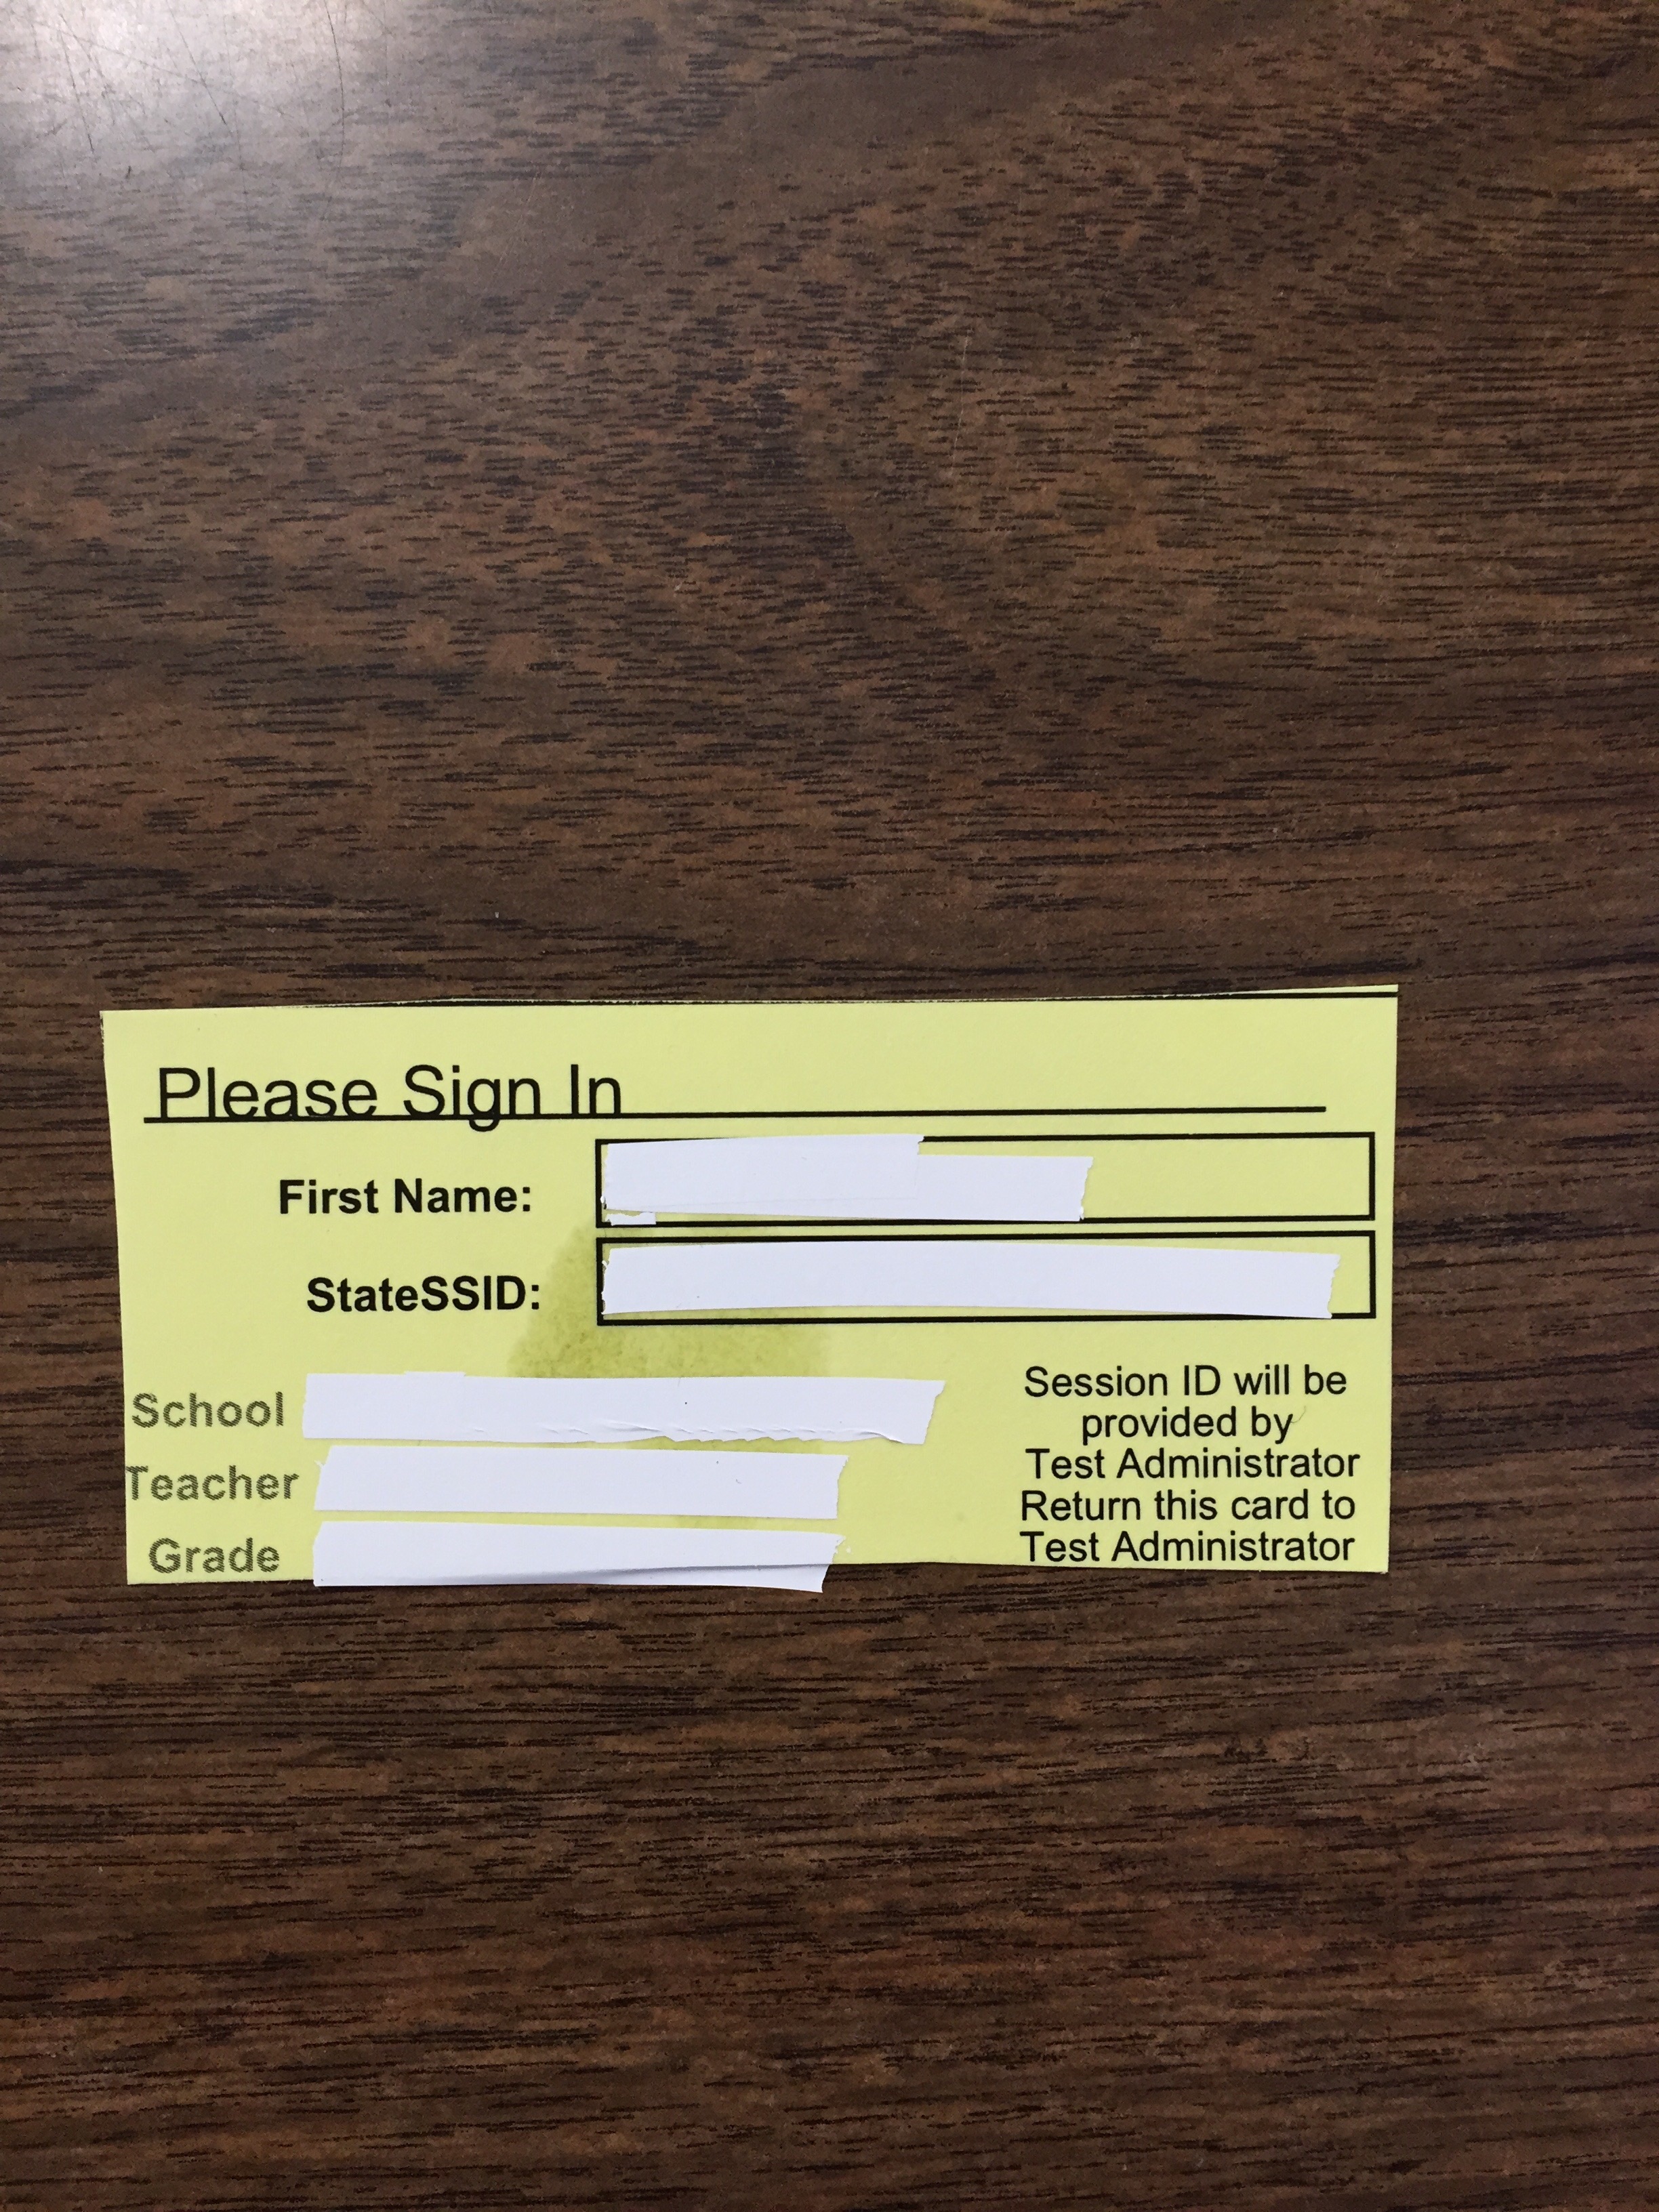 Please Sign In
First Name:
StateSSID:
School
Teacher
Grade
Session ID will be
provided by
Test Administrator
Return this card to
Test Administrator